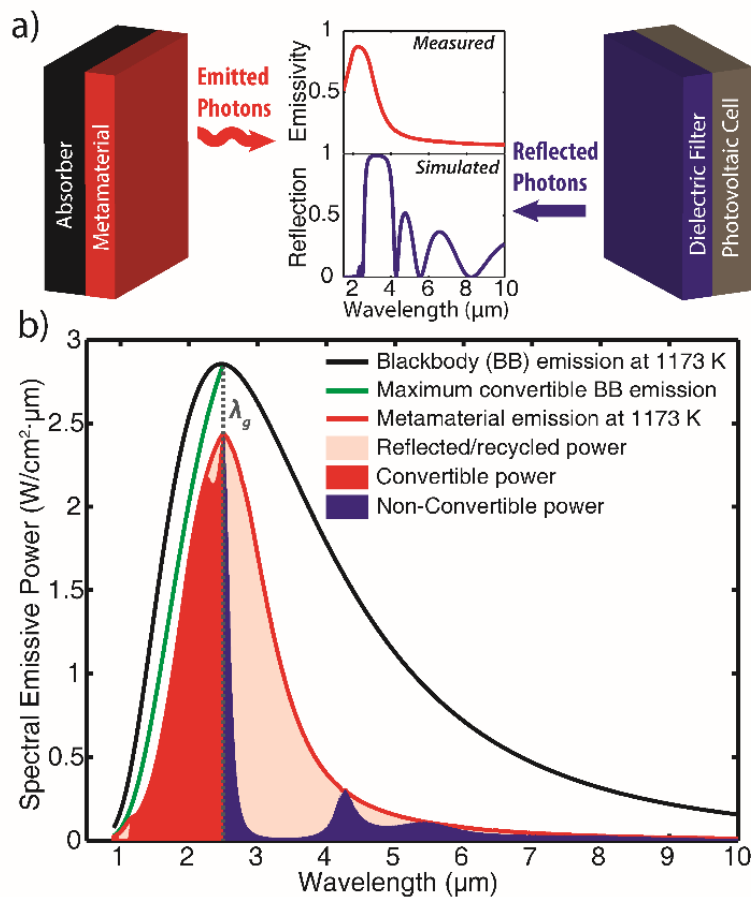 a)
Absorber
Metamaterial
Emitted
Photons
Emissivity
1
0.5
Measured
1
Reflection
0.5
0
Simulated
2
4
6
8
10
Wavelength (μm)
Reflected
Photons
Dielectric Filter
Photovoltaic Cell
b)
Spectral Emissive Power (W/cm²·μm)
3
2.5
2
1.5
1
0.5
0
λg
Blackbody (BB) emission at 1173 K
Maximum convertible BB emission
Metamaterial emission at 1173 K
Reflected/recycled power
Convertible power
Non-Convertible power
1 2 3 4 5 6 7 8 9 10
Wavelength (μm)